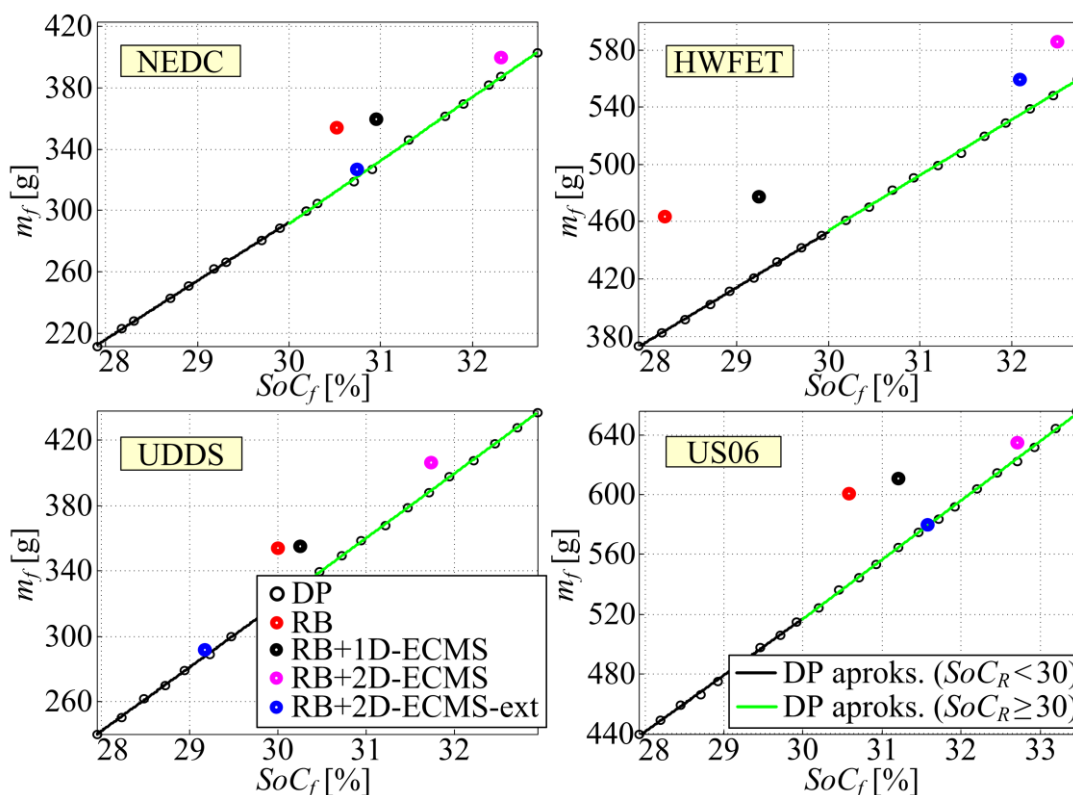 420
NEDC
380
340
300
260
220
m_f [g]
28 29 30 31 32
SoC_f [%]
580
HWFET
540
500
460
420
380
m_f [g]
28 29 30 31 32
SoC_f [%]
420
UDDS
380
340
300
260
m_f [g]
DP
RB
RB+1D-ECMS
RB+2D-ECMS
RB+2D-ECMS-ext
28 29 30 31 32
SoC_f [%]
640
US06
600
560
520
480
440
m_f [g]
DP aproks. (SoC_R<30)
DP aproks. (SoC_R≥30)
28 29 30 31 32 33
SoC_f [%]